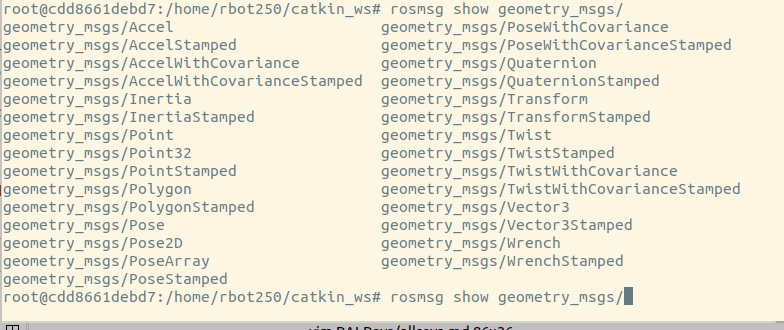 root@cdd8661debd7:/home/rbot250/catkin_ws# rosmsg show geometry_msgs/
geometry_msgs/Accel geometry_msgs/PoseWithCovariance
geometry_msgs/AccelStamped geometry_msgs/PoseWithCovarianceStamped
geometry_msgs/AccelWithCovariance geometry_msgs/Quaternion
geometry_msgs/AccelWithCovarianceStamped geometry_msgs/QuaternionStamped
geometry_msgs/Inertia geometry_msgs/Transform
geometry_msgs/InertiaStamped geometry_msgs/TransformStamped
geometry_msgs/Point geometry_msgs/Twist
geometry_msgs/Point32 geometry_msgs/TwistStamped
geometry_msgs/PointStamped geometry_msgs/TwistWithCovariance
geometry_msgs/Polygon geometry_msgs/TwistWithCovarianceStamped
geometry_msgs/PolygonStamped geometry_msgs/Vector3
geometry_msgs/Pose geometry_msgs/Vector3Stamped
geometry_msgs/Pose2D geometry_msgs/Wrench
geometry_msgs/PoseArray geometry_msgs/WrenchStamped
geometry_msgs/PoseStamped
root@cdd8661debd7:/home/rbot250/catkin_ws# rosmsg show geometry_msgs/